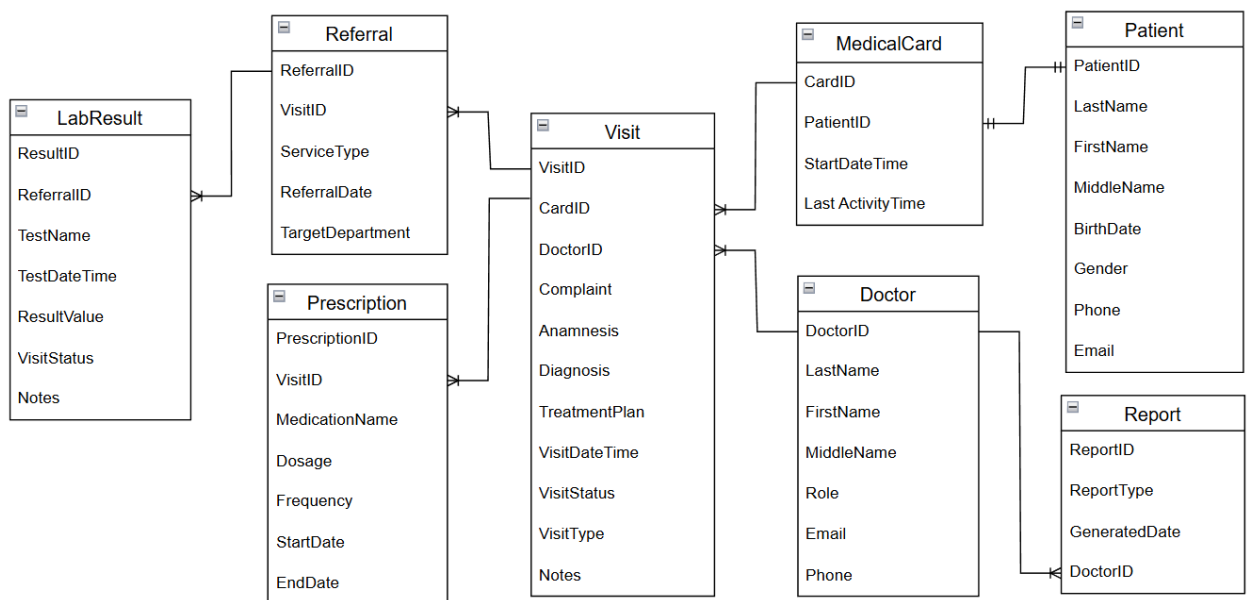 LabResult
ResultID
ReferralID
TestName
TestDateTime
ResultValue
VisitStatus
Notes
Referral
ReferralID
VisitID
ServiceType
ReferralDate
TargetDepartment
Prescription
PrescriptionID
VisitID
MedicationName
Dosage
Frequency
StartDate
EndDate
Visit
VisitID
CardID
DoctorID
Complaint
Anamnesis
Diagnosis
TreatmentPlan
VisitDateTime
VisitStatus
VisitType
Notes
MedicalCard
CardID
PatientID
StartDateTime
Last ActivityTime
Doctor
DoctorID
LastName
FirstName
MiddleName
Role
Email
Phone
Patient
PatientID
LastName
FirstName
MiddleName
BirthDate
Gender
Phone
Email
Report
ReportID
ReportType
GeneratedDate
DoctorID